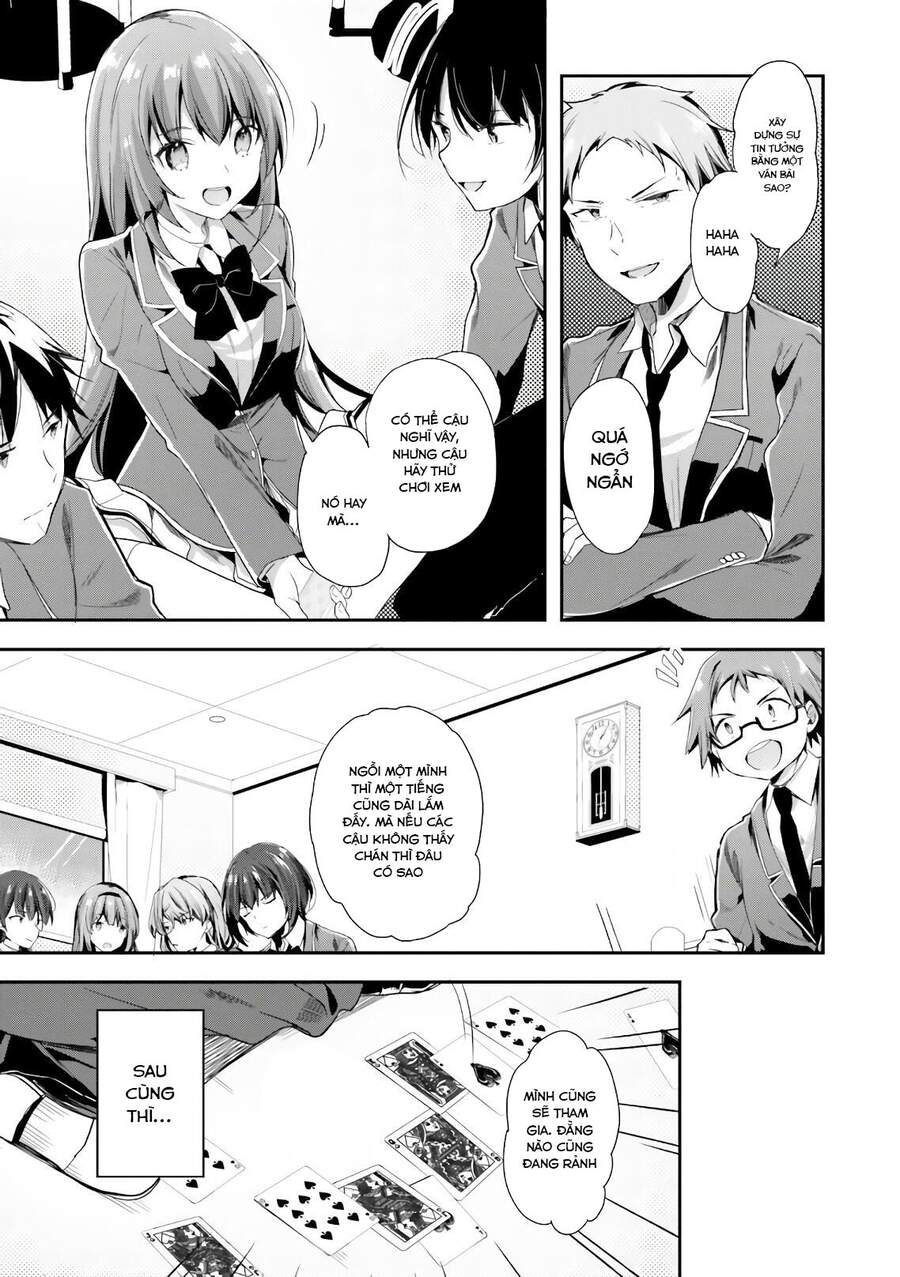 XÂY
DỰNG SỰ
TIN TƯỞNG
BẰNG MỘT
VÁN BÀI
SAO?
HAHA
HAHA
QUÁ
NGỚ
NGẨN
CÓ THỂ CẬU
NGHĨ VẬY,
NHƯNG CẬU
HÃY THỬ
CHƠI XEM
NÓ HAY
MÀ...
NGỒI MỘT MÌNH
THÌ MỘT TIẾNG
CŨNG DÀI LẮM
ĐẤY. MÀ NẾU CÁC
CẬU KHÔNG THẤY
CHÁN THÌ ĐÂU
CÓ SAO
MÌNH CŨNG
SẼ THAM
GIA. ĐẰNG
NÀO CŨNG
ĐANG RẢNH
SAU
CÙNG
THÌ...